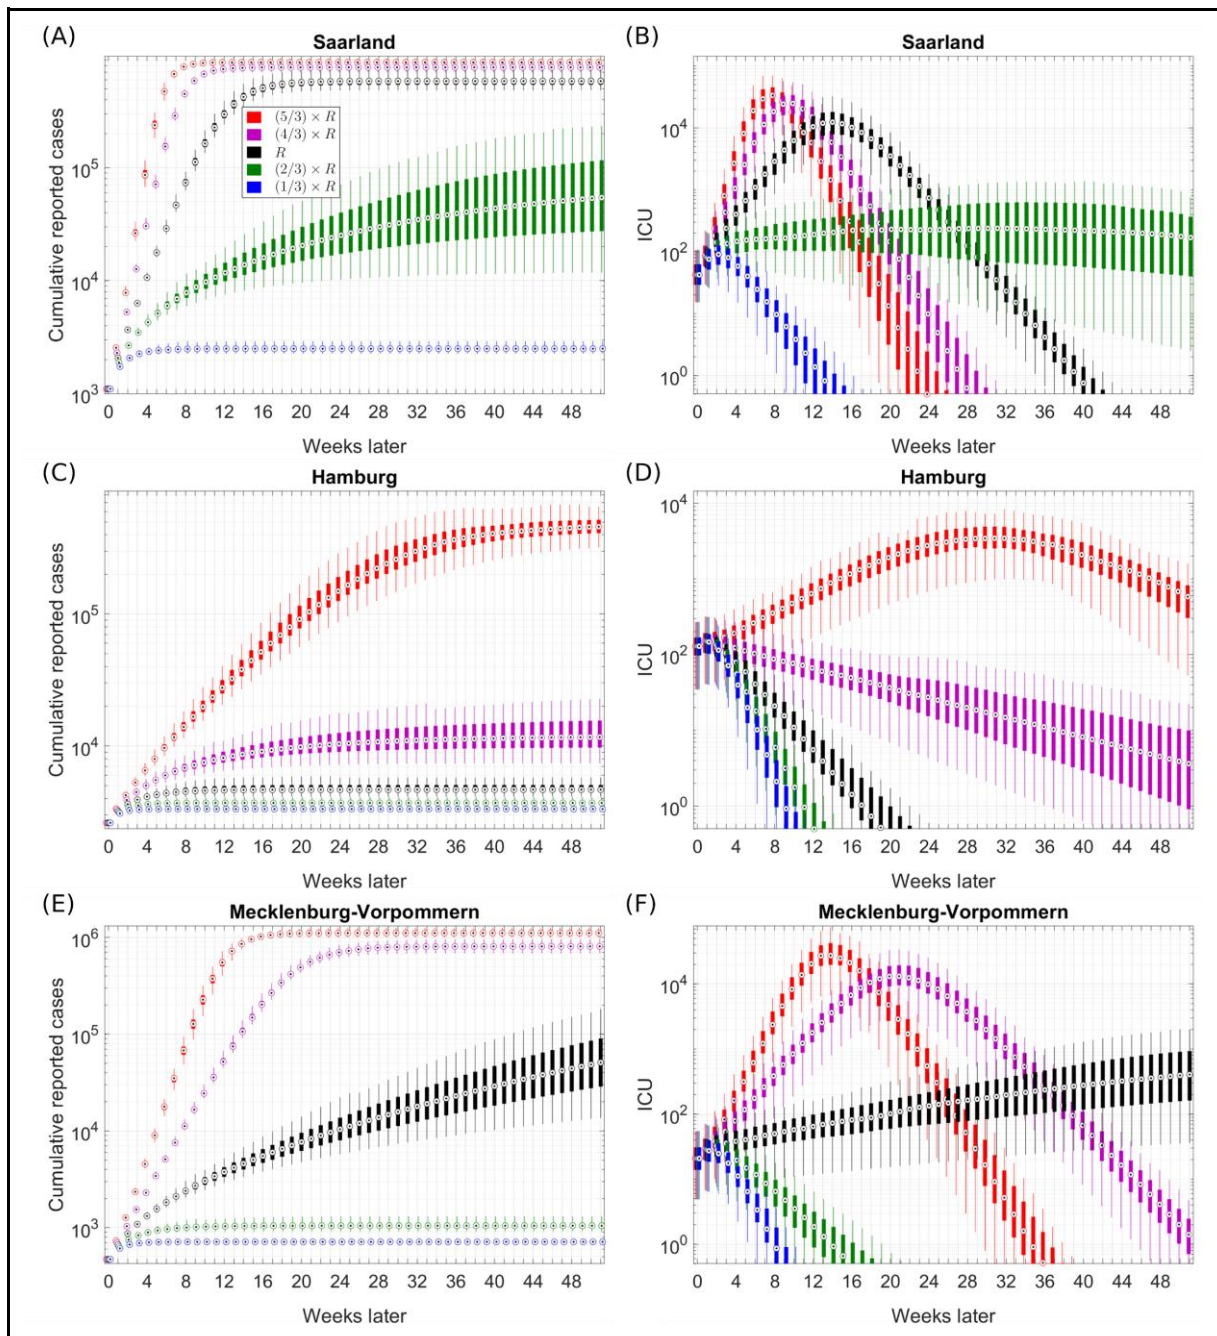 (A)
Saarland
Cumulative reported cases
10^5
10^4
10^3
(5/3) × R
(4/3) × R
R
(2/3) × R
(1/3) × R
0 4 8 12 16 20 24 28 32 36 40 44 48
Weeks later
(B)
Saarland
ICU
10^4
10^2
10^0
0 4 8 12 16 20 24 28 32 36 40 44 48
Weeks later
(C)
Hamburg
Cumulative reported cases
10^5
10^4
0 4 8 12 16 20 24 28 32 36 40 44 48
Weeks later
(D)
Hamburg
ICU
10^4
10^2
10^0
0 4 8 12 16 20 24 28 32 36 40 44 48
Weeks later
(E)
Mecklenburg-Vorpommern
Cumulative reported cases
10^6
10^5
10^4
10^3
0 4 8 12 16 20 24 28 32 36 40 44 48
Weeks later
(F)
Mecklenburg-Vorpommern
ICU
10^4
10^2
10^0
0 4 8 12 16 20 24 28 32 36 40 44 48
Weeks later